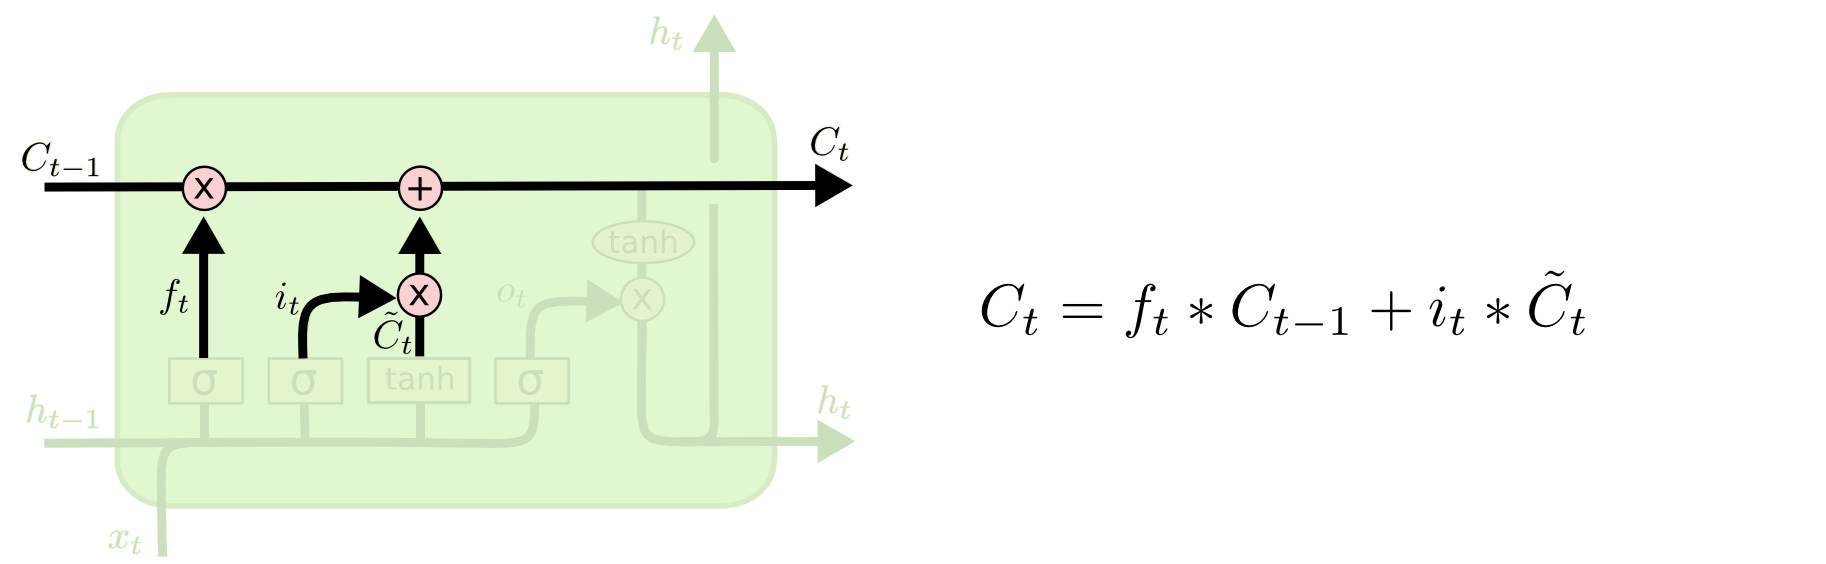 h_t
C_{t-1}
C_t
x
+
tanh
f_t
i_t
x
o_t
x
C_t = f_t * C_{t-1} + i_t * C̃_t
C̃_t
σ
σ
tanh
σ
h_{t-1}
h_t
x_t